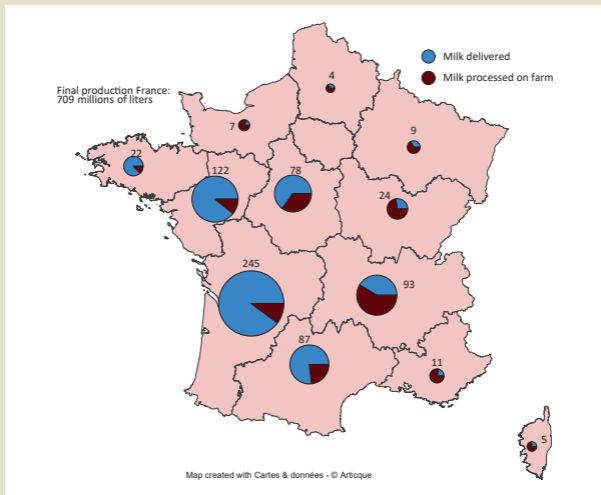 Milk delivered
Milk processed on farm
Final production France:
709 millions of liters
4
7
9
22
122
78
24
245
93
87
11
5
Map created with Cartes & données - © Articque